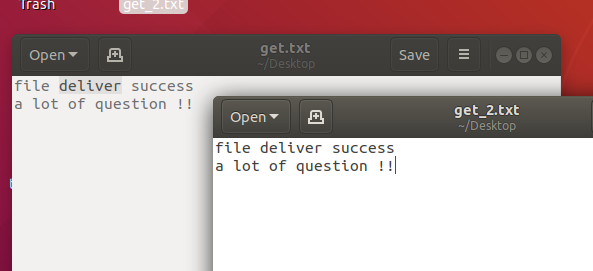 Trash
get_2.txt
Open
get.txt
~/Desktop
Save
file deliver success
a lot of question !!
Open
get_2.txt
~/Desktop
file deliver success
a lot of question !!